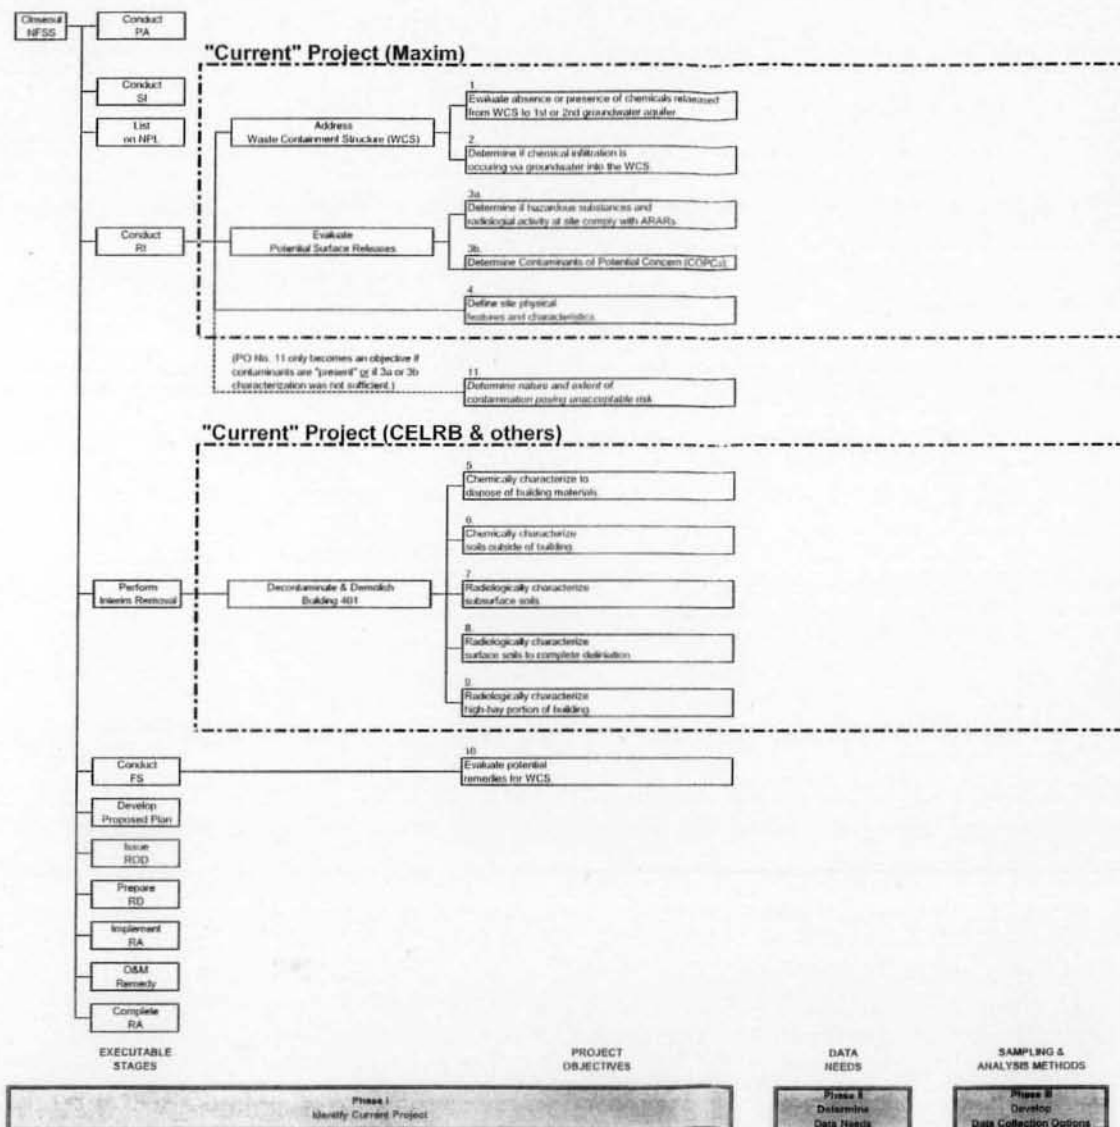 Closeout
NFSS
Conduct
PA
"Current" Project (Maxim)
Conduct
SI
List
on NPL
Conduct
RI
Address
Waste Containment Structure (WCS)
Evaluate
Potential Surface Releases
1
Evaluate absence or presence of chemicals relaeased
from WCS to 1st or 2nd groundwater aquifer
2.
Determine if chemical infiltration is
occuring via groundwater into the WCS.
3a.
Determine if hazardous substances and
radiologial activity at site comply with ARARs.
3b.
Determine Contaminants of Potential Concern (COPCs).
4
Define site physical
features and characteristics.
(PO No. 11 only becomes an objective if
contaminants are "present" or if 3a or 3b
characterization was not sufficient.)
11
Determine nature and extent of
contamination posing unacceptable risk.
"Current" Project (CELRB & others)
Perform
Interim Removal
Decontaminate & Demolish
Building 401
5.
Chemically characterize to
dispose of building materials.
6.
Chemically characterize
soils outside of building.
7
Radiologically characterize
subsurface soils.
8.
Radiologically characterize
surface soils to complete deliniation.
9.
Radiologically characterize
high-bay portion of building.
Conduct
FS
10
Evaluate potential
remedies for WCS.
Develop
Proposed Plan
Issue
ROD
Prepare
RD
Implement
RA
O&M
Remedy
Complete
RA
EXECUTABLE
STAGES
PROJECT
OBJECTIVES
DATA
NEEDS
SAMPLING &
ANALYSIS METHODS
Phase I
Identify Current Project
Phase II
Determine
Data Needs
Phase III
Develop
Data Collection Options